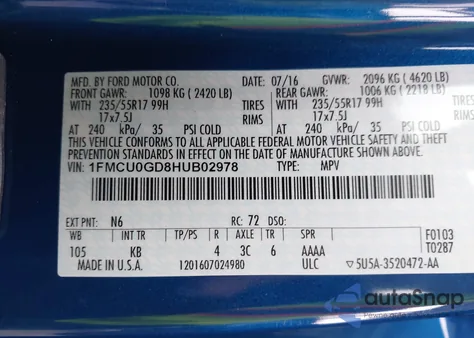 MFD. BY FORD MOTOR CO. DATE: 07/16 GVWR: 2096 KG ( 4620 LB)
FRONT GAWR: 1098 KG ( 2420 LB) REAR GAWR: 1006 KG ( 2218 LB)
WITH 235/55R17 99H TIRES WITH 235/55R17 99H TIRES
17x7.5J RIMS 17x7.5J RIMS
AT 240 kPa/ 35 PSI COLD AT 240 kPa/ 35 PSI COLD
THIS VEHICLE CONFORMS TO ALL APPLICABLE FEDERAL MOTOR VEHICLE SAFETY AND THEFT PREVENTION STANDARDS IN EFFECT ON THE DATE OF MANUFACTURE SHOWN ABOVE.
VIN: 1FMCU0GD8HUB02978 TYPE: MPV
EXT PNT: N6 RC: 72 DSO: F0103
WB INT TR TP/PS R AXLE TR SPR T0287
105 KB 4 3C 6 AAAA
MADE IN U.S.A. 1201607024980 ULC 5U5A-3520472-AA
autoSnap